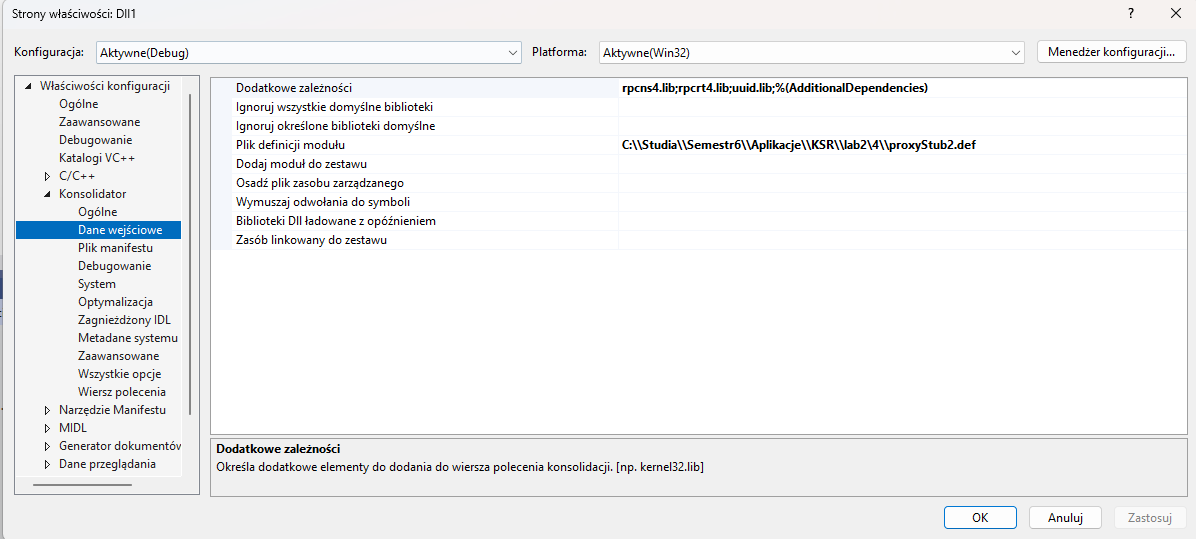 Strony właściwości: Dll1
?
Konfiguracja: Aktywne(Debug) Platforma: Aktywne(Win32) Menedżer konfiguracji...
Właściwości konfiguracji
Ogólne
Zaawansowane
Debugowanie
Katalogi VC++
C/C++
Konsolidator
Ogólne
Dane wejściowe
Plik manifestu
Debugowanie
System
Optymalizacja
Zagnieżdżony IDL
Metadane systemu
Zaawansowane
Wszystkie opcje
Wiersz polecenia
Narzędzie Manifestu
MIDL
Generator dokumentów
Dane przeglądania
Dodatkowe zależności rpcns4.lib;rpcrt4.lib;uuid.lib;%(AdditionalDependencies)
Ignoruj wszystkie domyślne biblioteki
Ignoruj określone biblioteki domyślne
Plik definicji modułu C:\\Studia\\Semestr6\\Aplikacje\\KSR\\lab2\4\\proxyStub2.def
Dodaj moduł do zestawu
Osadź plik zasobu zarządzanego
Wymuszaj odwołania do symboli
Biblioteki Dll ładowane z opóźnieniem
Zasób linkowany do zestawu
Dodatkowe zależności
Określa dodatkowe elementy do dodania do wiersza polecenia konsolidacji. [np. kernel32.lib]
OK Anuluj Zastosuj